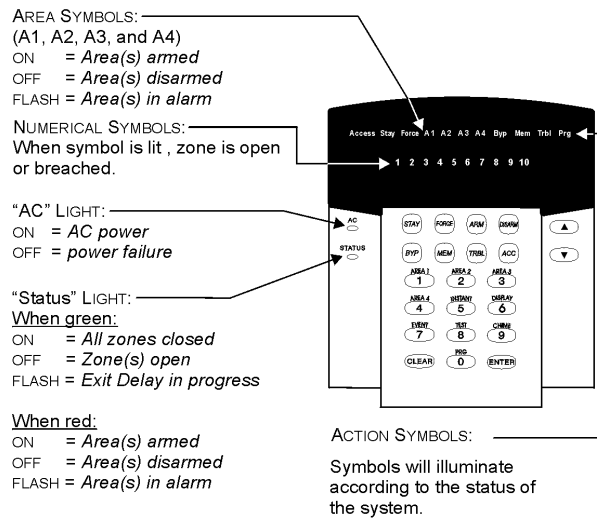 AREA SYMBOLS:
(A1, A2, A3, and A4)
ON = Area(s) armed
OFF = Area(s) disarmed
FLASH = Area(s) in alarm
NUMERICAL SYMBOLS:
When symbol is lit , zone is open
or breached.
"AC" LIGHT:
ON = AC power
OFF = power failure
"Status" LIGHT:
When green:
ON = All zones closed
OFF = Zone(s) open
FLASH = Exit Delay in progress
When red:
ON = Area(s) armed
OFF = Area(s) disarmed
FLASH = Area(s) in alarm
Access Stay Force A1 A2 A3 A4 Byp Mem Trbl Prg
1 2 3 4 5 6 7 8 9 10
AC
STATUS
STAY FORCE ARM DISARM
BYP MEM TRBL ACC
AREA 1 AREA 2 AREA 3
1 2 3
AREA 4 INSTANT DISPLAY
4 5 6
EVENT TEST CHIME
7 8 9
PRG
CLEAR 0 ENTER
ACTION SYMBOLS:
Symbols will illuminate
according to the status of
the system.